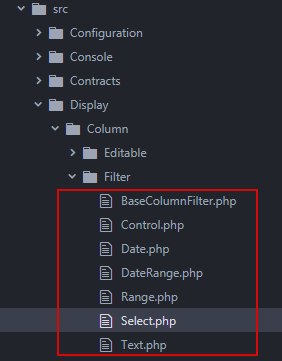 src
Configuration
Console
Contracts
Display
Column
Editable
Filter
BaseColumnFilter.php
Control.php
Date.php
DateRange.php
Range.php
Select.php
Text.php